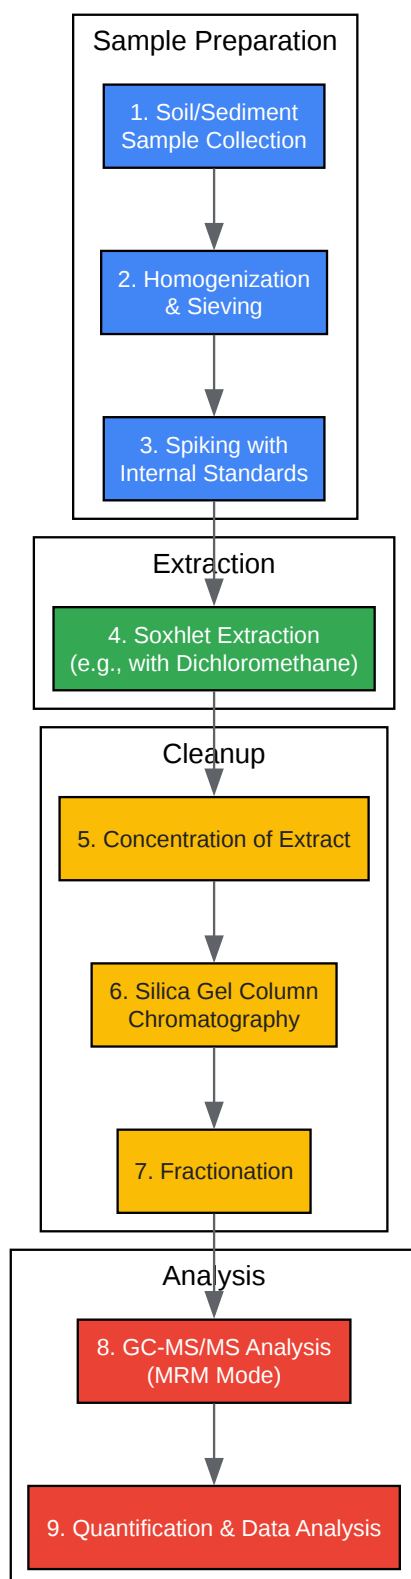 Sample Preparation
1. Soil/Sediment
Sample Collection
2. Homogenization
& Sieving
3. Spiking with
Internal Standards
Extraction
4. Soxhlet Extraction
(e.g., with Dichloromethane)
Cleanup
5. Concentration of Extract
6. Silica Gel Column
Chromatography
7. Fractionation
Analysis
8. GC-MS/MS Analysis
(MRM Mode)
9. Quantification & Data Analysis